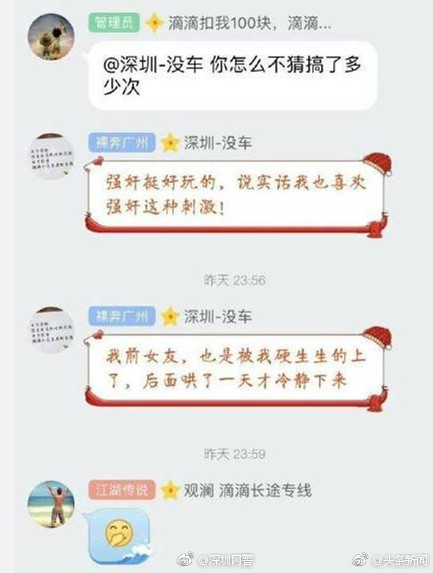 管理员 滴滴扣我100块，滴滴...
@深圳-没车 你怎么不猜搞了多
少次
裸奔广州 深圳-没车
强奸挺好玩的，说实话我也喜欢
强奸这种刺激！
昨天 23:56
裸奔广州 深圳-没车
我前女友，也是被我硬生生的上
了，后面哄了一天才冷静下来
昨天 23:59
江湖传说 观澜 滴滴长途专线
@深圳网警
@头条新闻